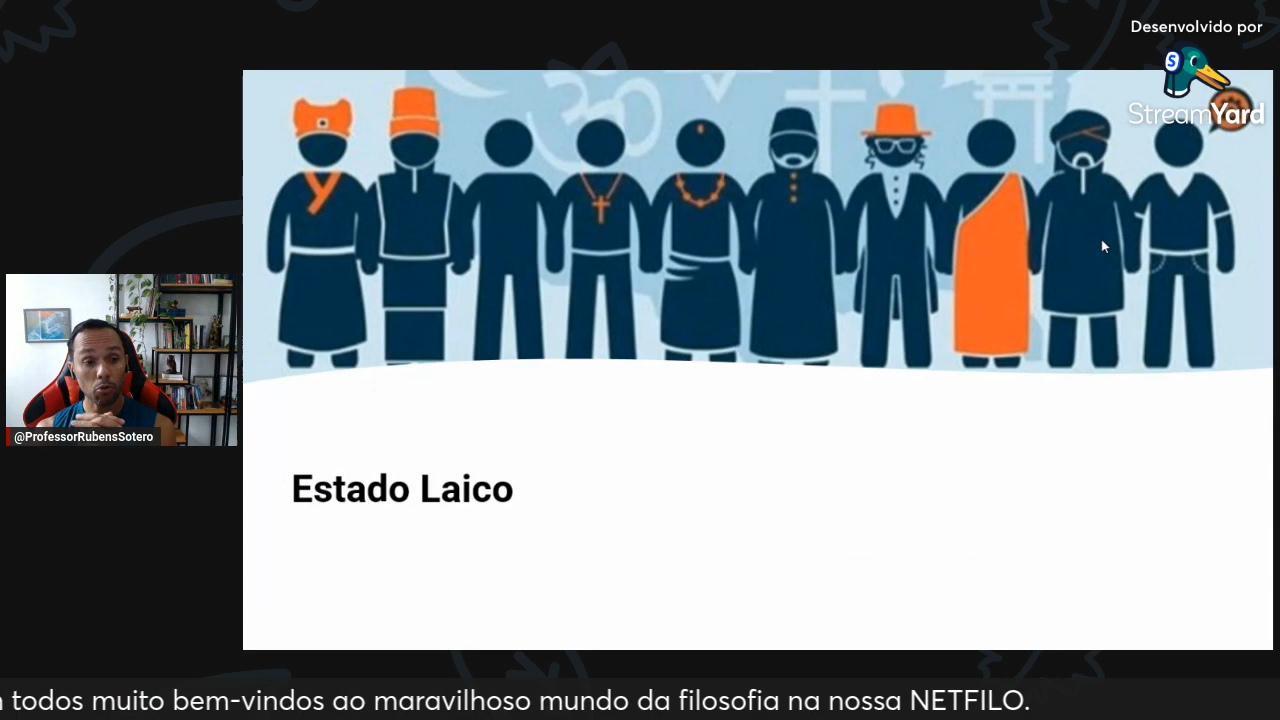 Desenvolvido por
StreamYard
@ProfessorRubensSotero
Estado Laico
todos muito bem-vindos ao maravilhoso mundo da filosofia na nossa NETFILO.